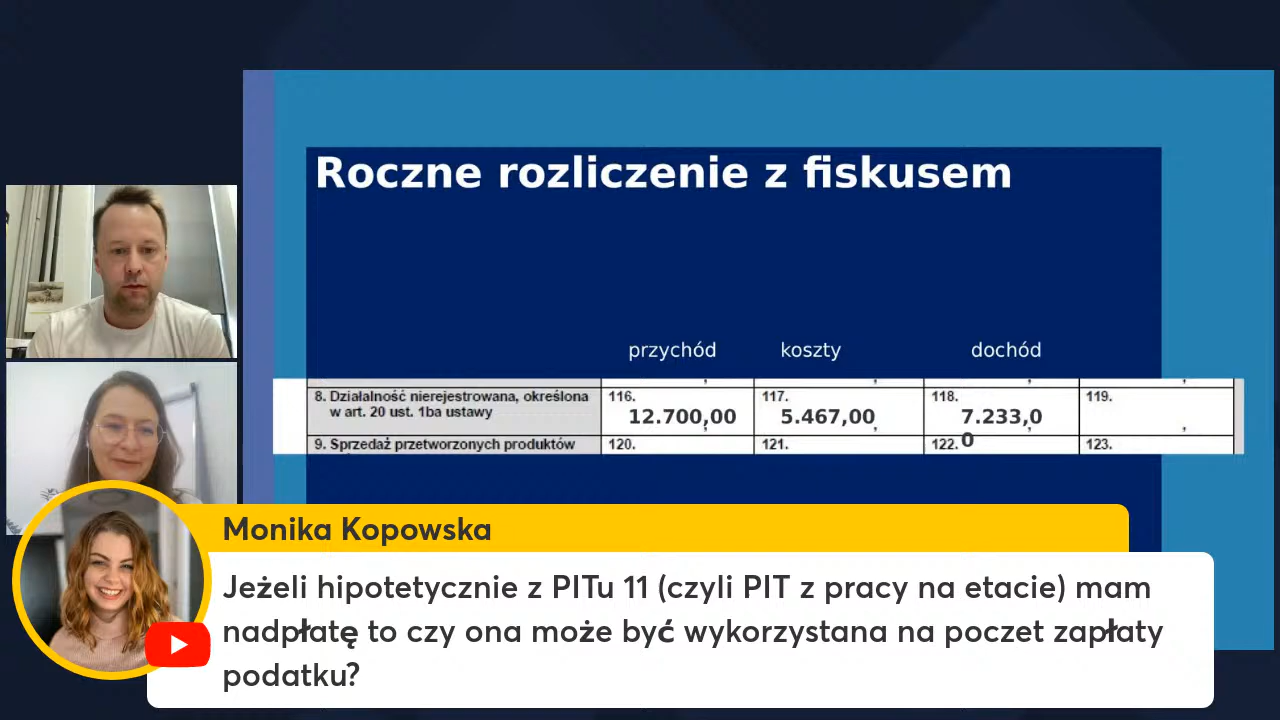 Roczne rozliczenie z fiskusem
przychód koszty dochód
8. Działalność nierejestrowana, określona w art. 20 ust. 1ba ustawy
116. 12.700,00
117. 5.467,00
118. 7.233,0
0
119.
9. Sprzedaż przetworzonych produktów
120.
121.
122.
123.
Monika Kopowska
Jeżeli hipotetycznie z PITu 11 (czyli PIT z pracy na etacie) mam
nadpłatę to czy ona może być wykorzystana na poczet zapłaty
podatku?